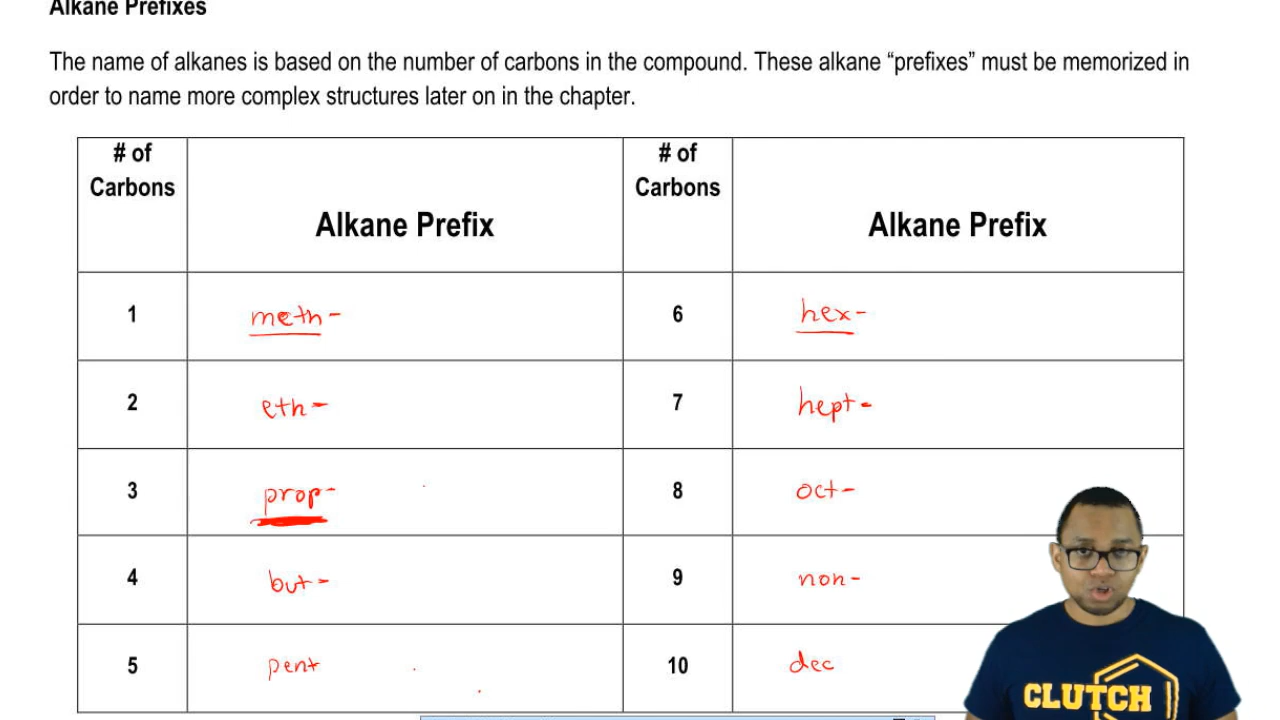 Alkane Prefixes
The name of alkanes is based on the number of carbons in the compound. These alkane “prefixes” must be memorized in
order to name more complex structures later on in the chapter.
# of
Carbons
Alkane Prefix
# of
Carbons
Alkane Prefix
1 meth- 6 hex-
2 eth- 7 hept-
3 prop- 8 oct-
4 but- 9 non-
5 pent 10 dec
CLUTCH